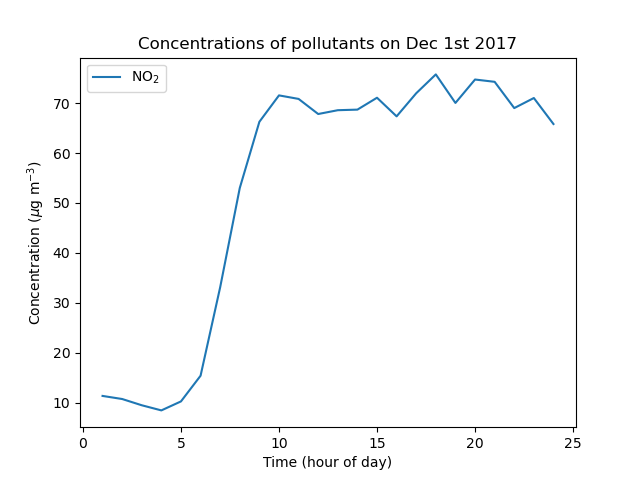 Concentrations of pollutants on Dec 1st 2017
NO₂
70
60
50
40
30
20
10
Concentration (μg m⁻³)
0 5 10 15 20 25
Time (hour of day)